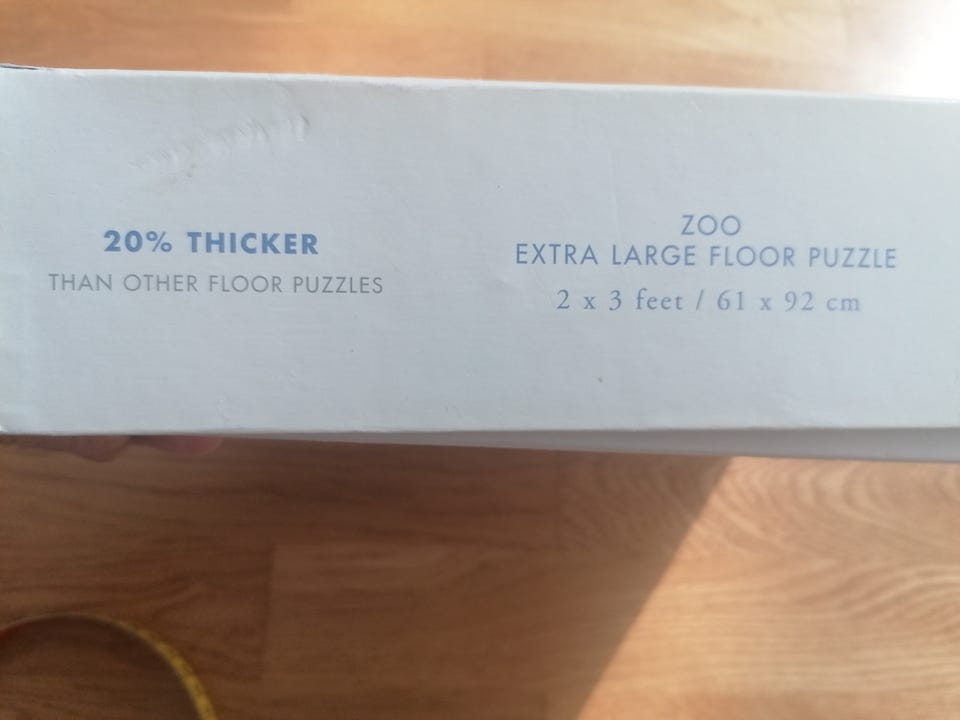 20% THICKER
THAN OTHER FLOOR PUZZLES
ZOO
EXTRA LARGE FLOOR PUZZLE
2 x 3 feet / 61 x 92 cm